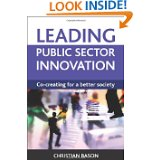 LOOK INSIDE!
LEADING
PUBLIC SECTOR
INNOVATION
Co-creating for a better society
CHRISTIAN BASON